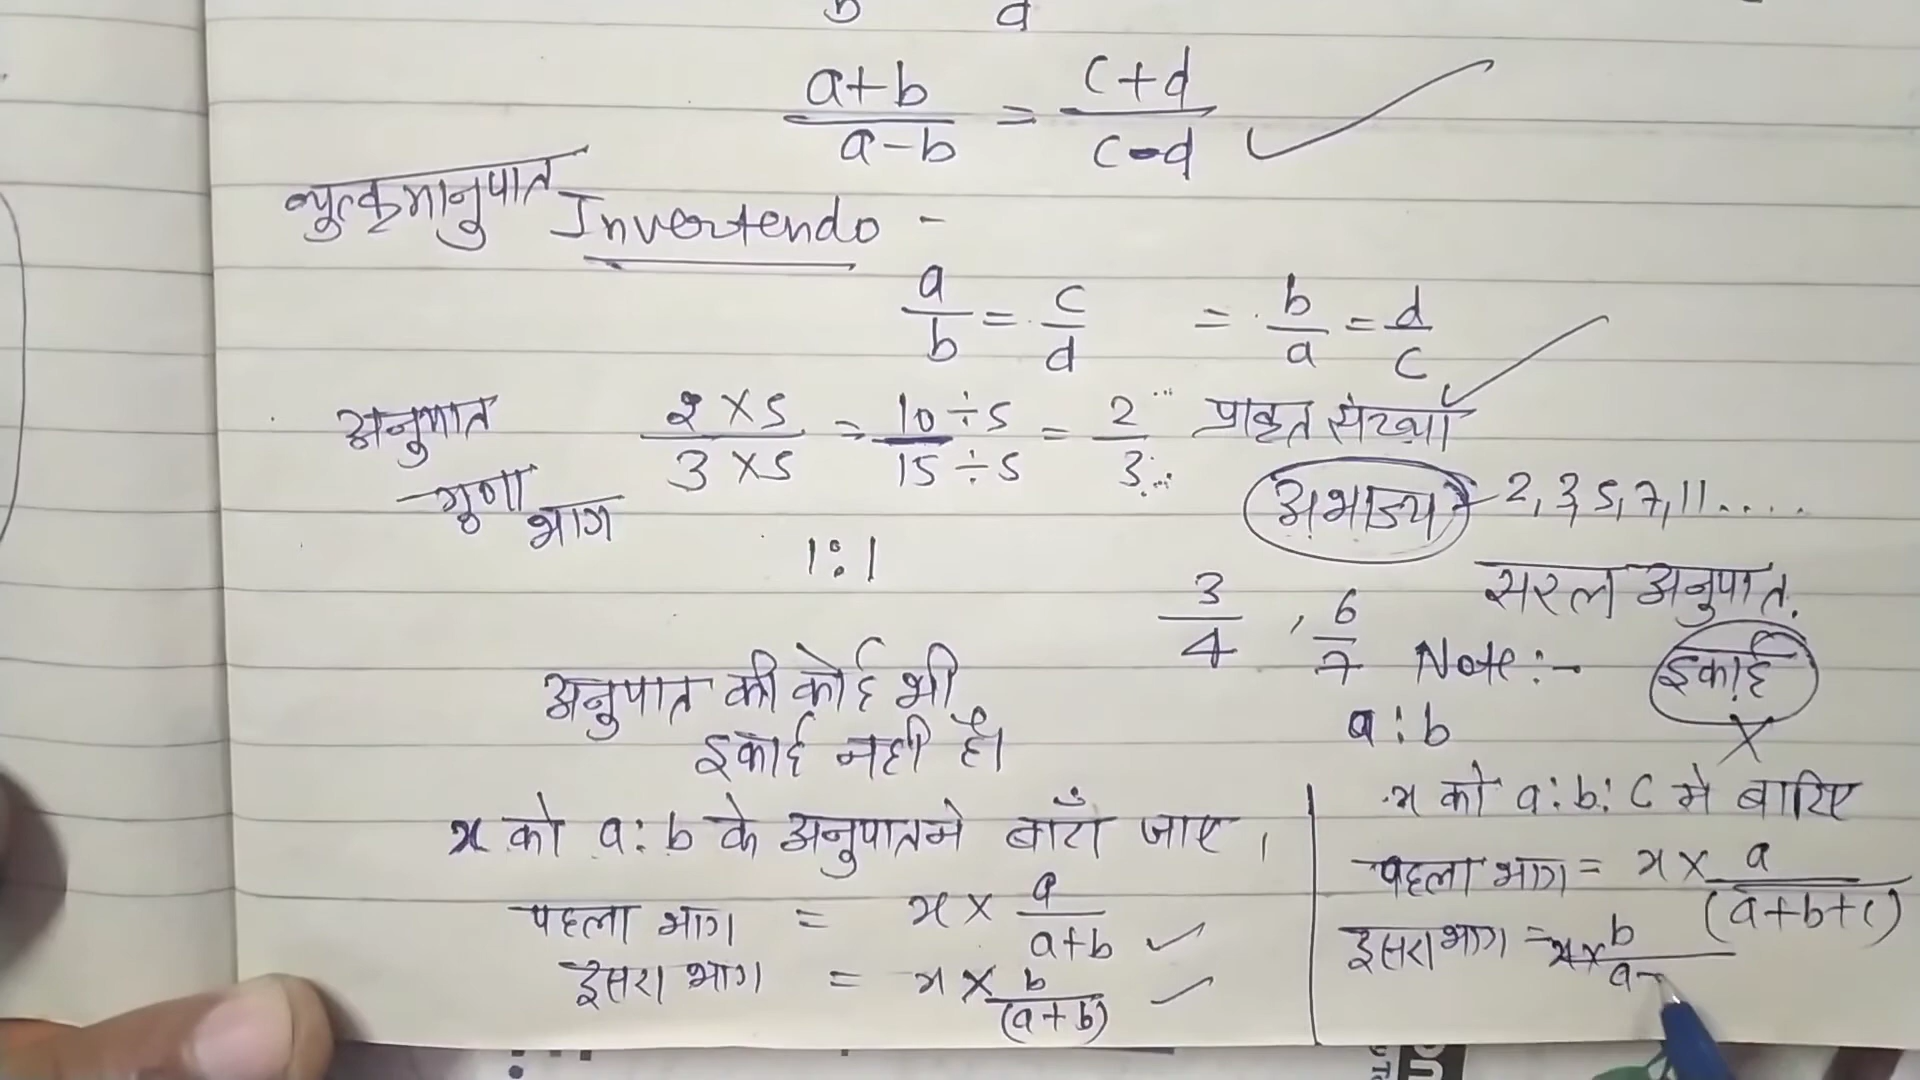 b d
a+b/a-b = c+d/c-d
व्युत्क्रमानुपात Invertendo -
a/b = c/d = b/a = d/c
अनुपात 2×5/3×5 = 10÷5/15÷5 = 2/3 प्राकृत संख्या
गुणा
भाग
अभाज्य → 2, 3, 5, 7, 11.....
1:1
सरल अनुपात.
3/4 , 6/7 Note:- इकाई
a:b X
अनुपात की कोई भी
इकाई नही है।
x को a:b के अनुपात मे बाँटा जाए,
पहला भाग = x × a/a+b
दुसरा भाग = x × b/(a+b)
x को a:b:c मे बाटिए
पहला भाग = x × a/(a+b+c)
दुसरा भाग = x × b/a-